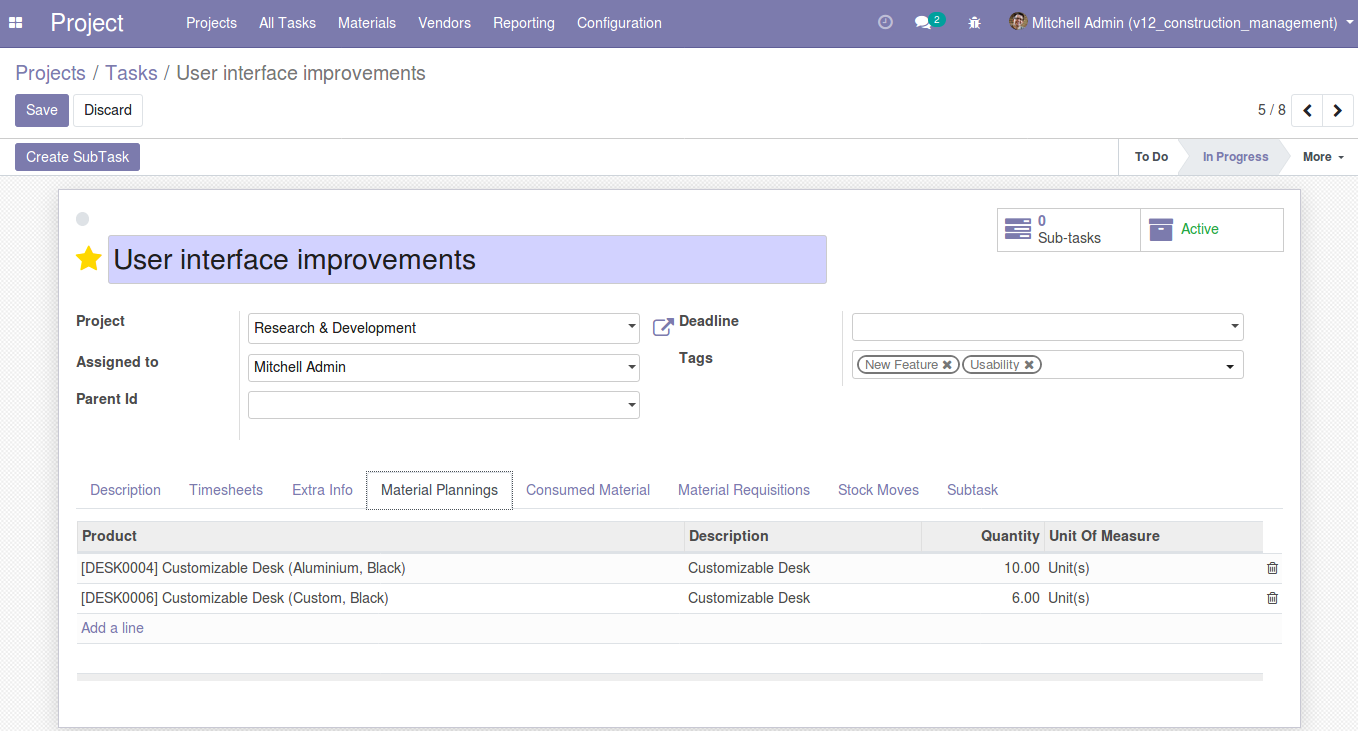 Project Projects All Tasks Materials Vendors Reporting Configuration 2 Mitchell Admin (v12_construction_management)
Projects / Tasks / User interface improvements
Save Discard 5 / 8
Create SubTask To Do In Progress More
0
Sub-tasks Active
User interface improvements
Project Research & Development Deadline
Assigned to Mitchell Admin Tags New Feature Usability
Parent Id
Description Timesheets Extra Info Material Plannings Consumed Material Material Requisitions Stock Moves Subtask
Product Description Quantity Unit Of Measure
[DESK0004] Customizable Desk (Aluminium, Black) Customizable Desk 10.00 Unit(s)
[DESK0006] Customizable Desk (Custom, Black) Customizable Desk 6.00 Unit(s)
Add a line